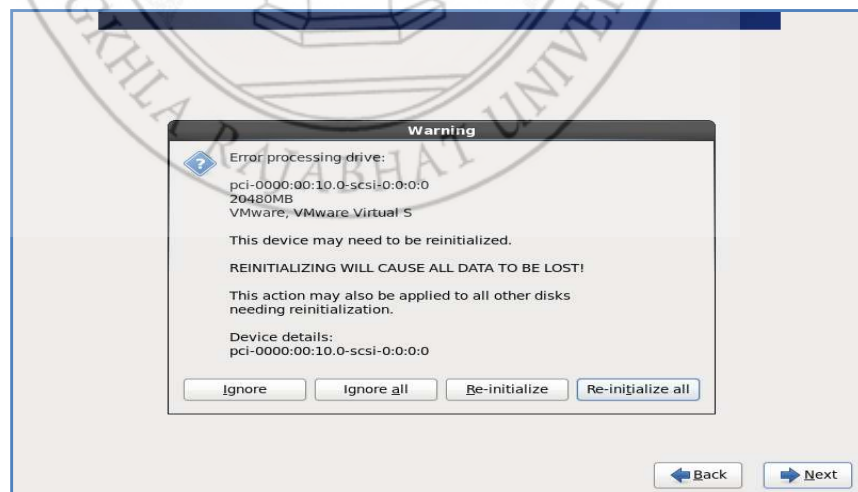 GKHLA RAJABHAT UNIVER
Warning
Error processing drive:
pci-0000:00:10.0-scsi-0:0:0:0
20480MB
VMware, VMware Virtual S
This device may need to be reinitialized.
REINITIALIZING WILL CAUSE ALL DATA TO BE LOST!
This action may also be applied to all other disks
needing reinitialization.
Device details:
pci-0000:00:10.0-scsi-0:0:0:0
Ignore
Ignore all
Re-initialize
Re-initialize all
Back
Next